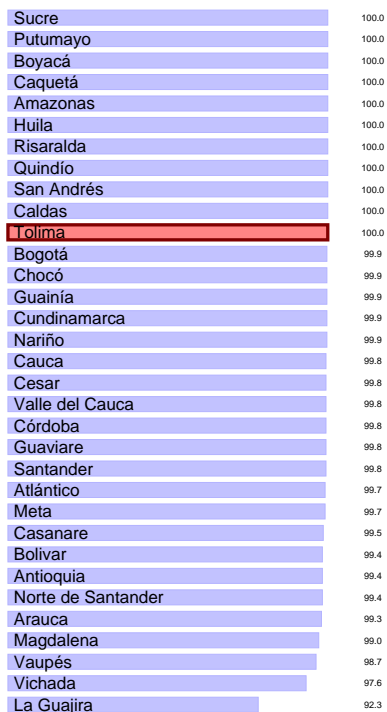 Sucre 100.0
Putumayo 100.0
Boyacá 100.0
Caquetá 100.0
Amazonas 100.0
Huila 100.0
Risaralda 100.0
Quindío 100.0
San Andrés 100.0
Caldas 100.0
Tolima 100.0
Bogotá 99.9
Chocó 99.9
Guainía 99.9
Cundinamarca 99.9
Nariño 99.9
Cauca 99.8
Cesar 99.8
Valle del Cauca 99.8
Córdoba 99.8
Guaviare 99.8
Santander 99.8
Atlántico 99.7
Meta 99.7
Casanare 99.5
Bolivar 99.4
Antioquia 99.4
Norte de Santander 99.4
Arauca 99.3
Magdalena 99.0
Vaupés 98.7
Vichada 97.6
La Guajira 92.3